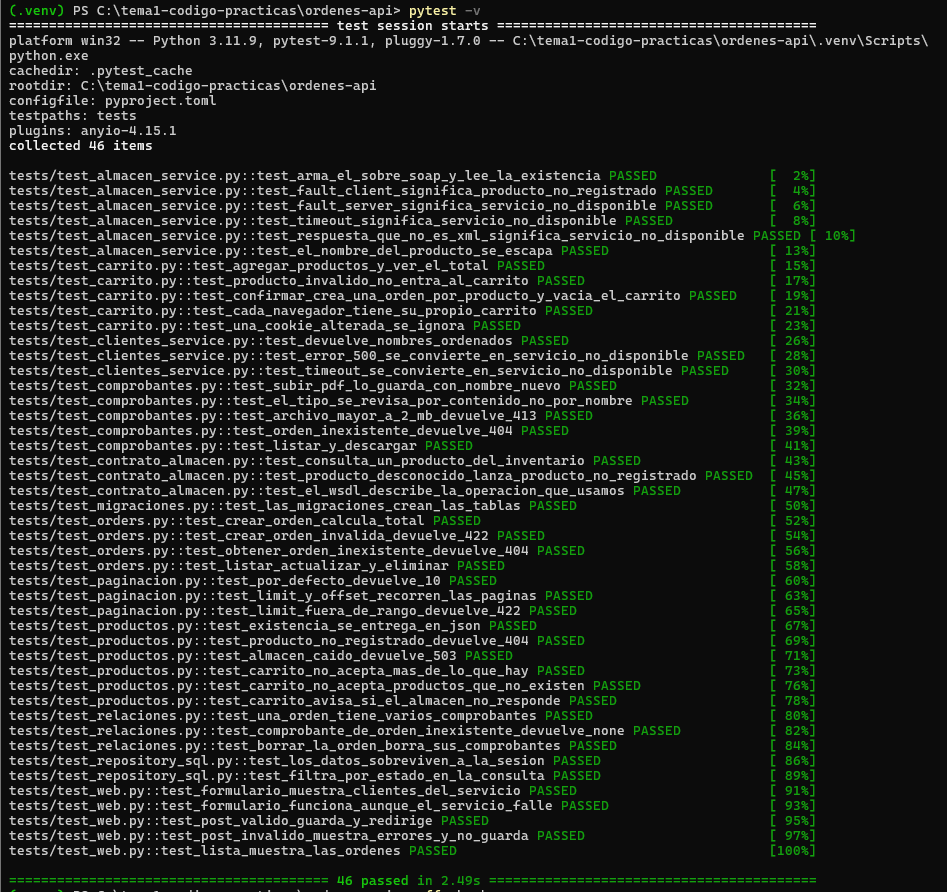 (.venv) PS C:\tema1-codigo-practicas\ordenes-api> pytest -v
======================================== test session starts ========================================
platform win32 -- Python 3.11.9, pytest-9.1.1, pluggy-1.7.0 -- C:\tema1-codigo-practicas\ordenes-api\.venv\Scripts\
python.exe
cachedir: .pytest_cache
rootdir: C:\tema1-codigo-practicas\ordenes-api
configfile: pyproject.toml
testpaths: tests
plugins: anyio-4.15.1
collected 46 items
tests/test_almacen_service.py::test_arma_el_sobre_soap_y_lee_la_existencia PASSED [  2%]
tests/test_almacen_service.py::test_fault_client_significa_producto_no_registrado PASSED [  4%]
tests/test_almacen_service.py::test_fault_server_significa_servicio_no_disponible PASSED [  6%]
tests/test_almacen_service.py::test_timeout_significa_servicio_no_disponible PASSED [  8%]
tests/test_almacen_service.py::test_respuesta_que_no_es_xml_significa_servicio_no_disponible PASSED [ 10%]
tests/test_almacen_service.py::test_el_nombre_del_producto_se_escapa PASSED [ 13%]
tests/test_carrito.py::test_agregar_productos_y_ver_el_total PASSED [ 15%]
tests/test_carrito.py::test_producto_invalido_no_entra_al_carrito PASSED [ 17%]
tests/test_carrito.py::test_confirmar_crea_una_orden_por_producto_y_vacia_el_carrito PASSED [ 19%]
tests/test_carrito.py::test_cada_navegador_tiene_su_propio_carrito PASSED [ 21%]
tests/test_carrito.py::test_una_cookie_alterada_se_ignora PASSED [ 23%]
tests/test_clientes_service.py::test_devuelve_nombres_ordenados PASSED [ 26%]
tests/test_clientes_service.py::test_error_500_se_convierte_en_servicio_no_disponible PASSED [ 28%]
tests/test_clientes_service.py::test_timeout_se_convierte_en_servicio_no_disponible PASSED [ 30%]
tests/test_comprobantes.py::test_subir_pdf_lo_guarda_con_nombre_nuevo PASSED [ 32%]
tests/test_comprobantes.py::test_el_tipo_se_revisa_por_contenido_no_por_nombre PASSED [ 34%]
tests/test_comprobantes.py::test_archivo_mayor_a_2_mb_devuelve_413 PASSED [ 36%]
tests/test_comprobantes.py::test_orden_inexistente_devuelve_404 PASSED [ 39%]
tests/test_comprobantes.py::test_listar_y_descargar PASSED [ 41%]
tests/test_contrato_almacen.py::test_consulta_un_producto_del_inventario PASSED [ 43%]
tests/test_contrato_almacen.py::test_producto_desconocido_lanza_producto_no_registrado PASSED [ 45%]
tests/test_contrato_almacen.py::test_el_wsdl_describe_la_operacion_que_usamos PASSED [ 47%]
tests/test_migraciones.py::test_las_migraciones_crean_las_tablas PASSED [ 50%]
tests/test_orders.py::test_crear_orden_calcula_total PASSED [ 52%]
tests/test_orders.py::test_crear_orden_invalida_devuelve_422 PASSED [ 54%]
tests/test_orders.py::test_obtener_orden_inexistente_devuelve_404 PASSED [ 56%]
tests/test_orders.py::test_listar_actualizar_y_eliminar PASSED [ 58%]
tests/test_paginacion.py::test_por_defecto_devuelve_10 PASSED [ 60%]
tests/test_paginacion.py::test_limit_y_offset_recorren_las_paginas PASSED [ 63%]
tests/test_paginacion.py::test_limit_fuera_de_rango_devuelve_422 PASSED [ 65%]
tests/test_productos.py::test_existencia_se_entrega_en_json PASSED [ 67%]
tests/test_productos.py::test_producto_no_registrado_devuelve_404 PASSED [ 69%]
tests/test_productos.py::test_almacen_caido_devuelve_503 PASSED [ 71%]
tests/test_productos.py::test_carrito_no_acepta_mas_de_lo_que_hay PASSED [ 73%]
tests/test_productos.py::test_carrito_no_acepta_productos_que_no_existen PASSED [ 76%]
tests/test_productos.py::test_carrito_avisa_si_el_almacen_no_responde PASSED [ 78%]
tests/test_relaciones.py::test_una_orden_tiene_varios_comprobantes PASSED [ 80%]
tests/test_relaciones.py::test_comprobante_de_orden_inexistente_devuelve_none PASSED [ 82%]
tests/test_relaciones.py::test_borrar_la_orden_borra_sus_comprobantes PASSED [ 84%]
tests/test_repository_sql.py::test_los_datos_sobreviven_a_la_sesion PASSED [ 86%]
tests/test_repository_sql.py::test_filtra_por_estado_en_la_consulta PASSED [ 89%]
tests/test_web.py::test_formulario_muestra_clientes_del_servicio PASSED [ 91%]
tests/test_web.py::test_formulario_funciona_aunque_el_servicio_falle PASSED [ 93%]
tests/test_web.py::test_post_valido_guarda_y_redirige PASSED [ 95%]
tests/test_web.py::test_post_invalido_muestra_errores_y_no_guarda PASSED [ 97%]
tests/test_web.py::test_lista_muestra_las_ordenes PASSED [100%]
======================================== 46 passed in 2.49s =========================================